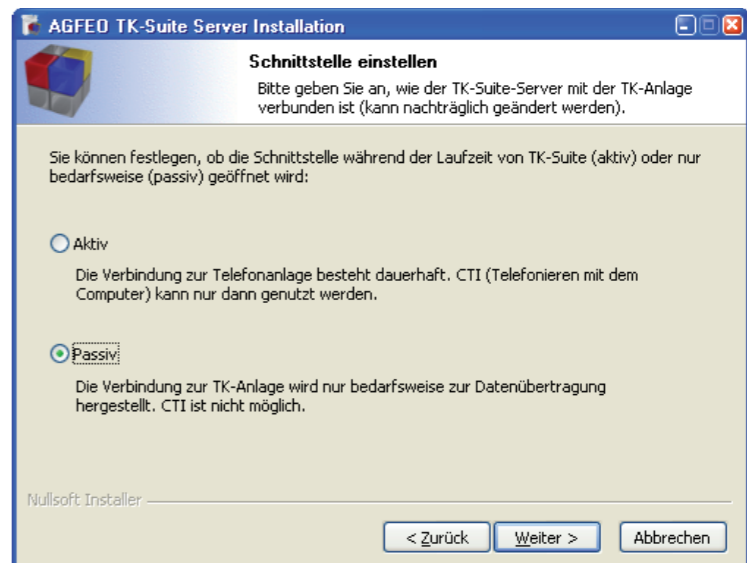 AGFEO TK-Suite Server Installation
Schnittstelle einstellen
Bitte geben Sie an, wie der TK-Suite-Server mit der TK-Anlage
verbunden ist (kann nachträglich geändert werden).
Sie können festlegen, ob die Schnittstelle während der Laufzeit von TK-Suite (aktiv) oder nur
bedarfsweise (passiv) geöffnet wird:
Aktiv
Die Verbindung zur Telefonanlage besteht dauerhaft. CTI (Telefonieren mit dem
Computer) kann nur dann genutzt werden.
Passiv
Die Verbindung zur TK-Anlage wird nur bedarfsweise zur Datenübertragung
hergestellt. CTI ist nicht möglich.
Nullsoft Installer
< Zurück Weiter > Abbrechen